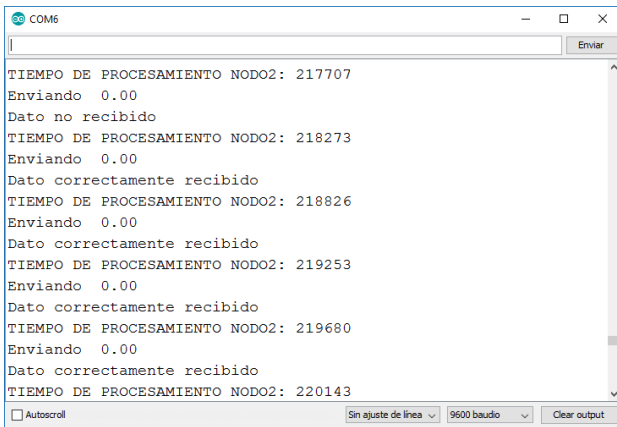 COM6
Enviar
TIEMPO DE PROCESAMIENTO NODO2: 217707
Enviando  0.00
Dato no recibido
TIEMPO DE PROCESAMIENTO NODO2: 218273
Enviando  0.00
Dato correctamente recibido
TIEMPO DE PROCESAMIENTO NODO2: 218826
Enviando  0.00
Dato correctamente recibido
TIEMPO DE PROCESAMIENTO NODO2: 219253
Enviando  0.00
Dato correctamente recibido
TIEMPO DE PROCESAMIENTO NODO2: 219680
Enviando  0.00
Dato correctamente recibido
TIEMPO DE PROCESAMIENTO NODO2: 220143
Autoscroll Sin ajuste de línea 9600 baudio Clear output